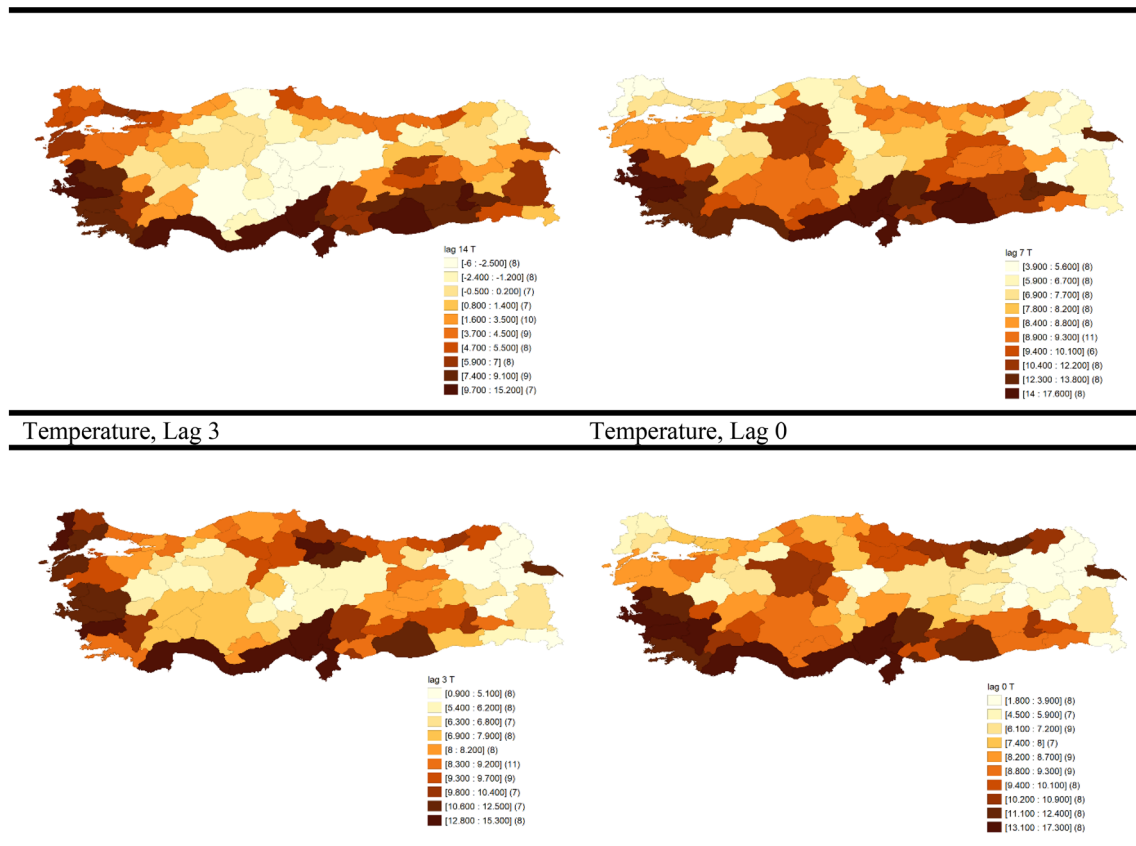 lag 14 T
[-6 : -2.500] (8)
[-2.400 : -1.200] (8)
[-0.500 : 0.200] (7)
[0.800 : 1.400] (7)
[1.600 : 3.500] (10)
[3.700 : 4.500] (9)
[4.700 : 5.500] (8)
[5.900 : 7] (8)
[7.400 : 9.100] (9)
[9.700 : 15.200] (7)
lag 7 T
[3.900 : 5.600] (8)
[5.900 : 6.700] (8)
[6.900 : 7.700] (8)
[7.800 : 8.200] (8)
[8.400 : 8.800] (8)
[8.900 : 9.300] (11)
[9.400 : 10.100] (6)
[10.400 : 12.200] (8)
[12.300 : 13.800] (8)
[14 : 17.600] (8)
Temperature, Lag 3
Temperature, Lag 0
lag 3 T
[0.900 : 5.100] (8)
[5.400 : 6.200] (8)
[6.300 : 6.800] (7)
[6.900 : 7.900] (8)
[8 : 8.200] (8)
[8.300 : 9.200] (11)
[9.300 : 9.700] (9)
[9.800 : 10.400] (7)
[10.600 : 12.500] (7)
[12.800 : 15.300] (8)
lag 0 T
[1.800 : 3.900] (8)
[4.500 : 5.900] (7)
[6.100 : 7.200] (9)
[7.400 : 8] (7)
[8.200 : 8.700] (9)
[8.800 : 9.300] (9)
[9.400 : 10.100] (8)
[10.200 : 10.900] (8)
[11.100 : 12.400] (8)
[13.100 : 17.300] (8)